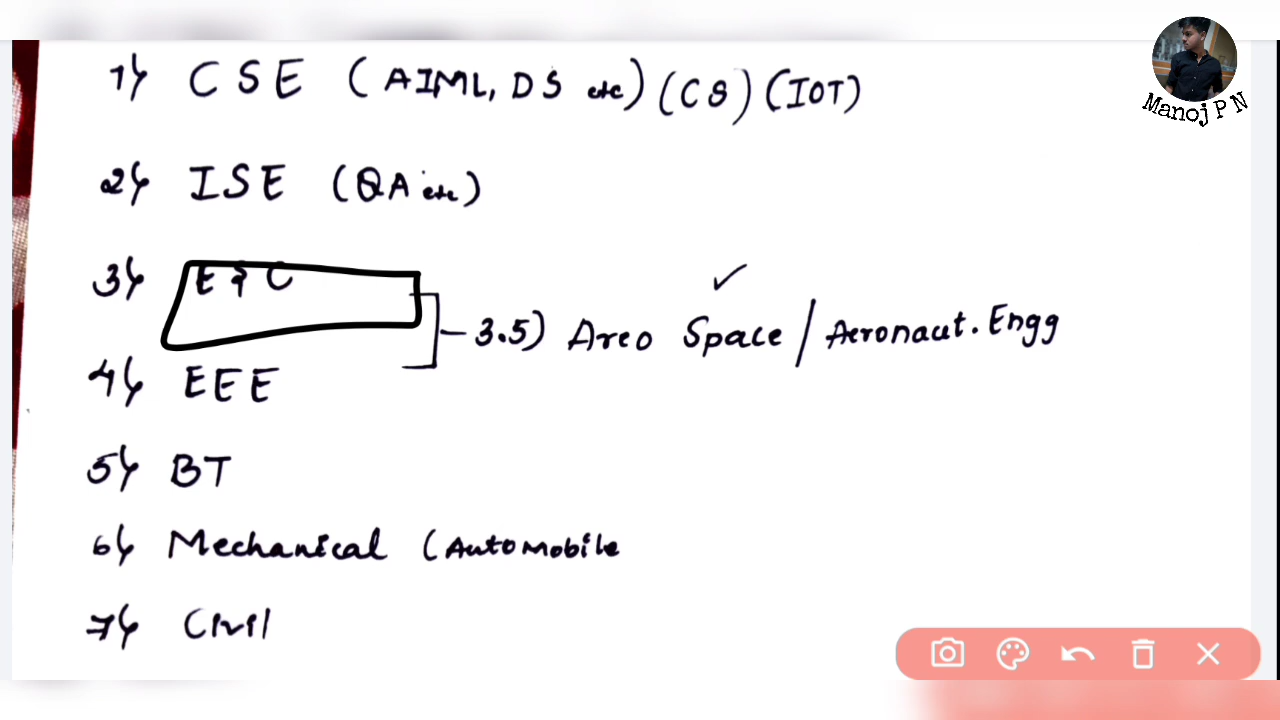 1) CSE (AIML, DS etc) (CS) (IOT)
Manoj P N
2) ISE (QA etc)
3) E & C
3.5) Areo Space / Aeronaut. Engg
4) EEE
5) BT
6) Mechanical (Automobile
7) Civil